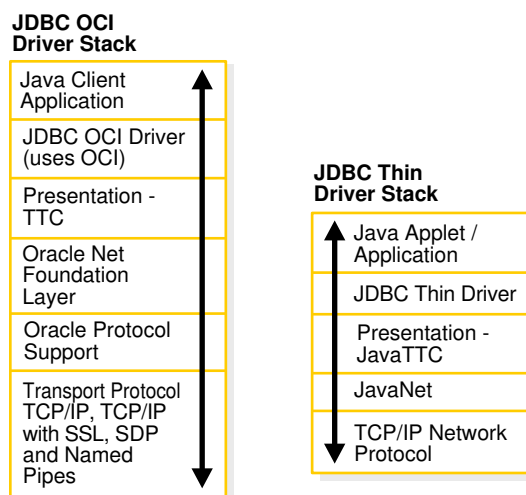 JDBC OCI
Driver Stack
Java Client
Application
JDBC OCI Driver
(uses OCI)
Presentation -
TTC
Oracle Net
Foundation
Layer
Oracle Protocol
Support
Transport Protocol
TCP/IP, TCP/IP
with SSL, SDP
and Named
Pipes
JDBC Thin
Driver Stack
Java Applet /
Application
JDBC Thin Driver
Presentation -
JavaTTC
JavaNet
TCP/IP Network
Protocol